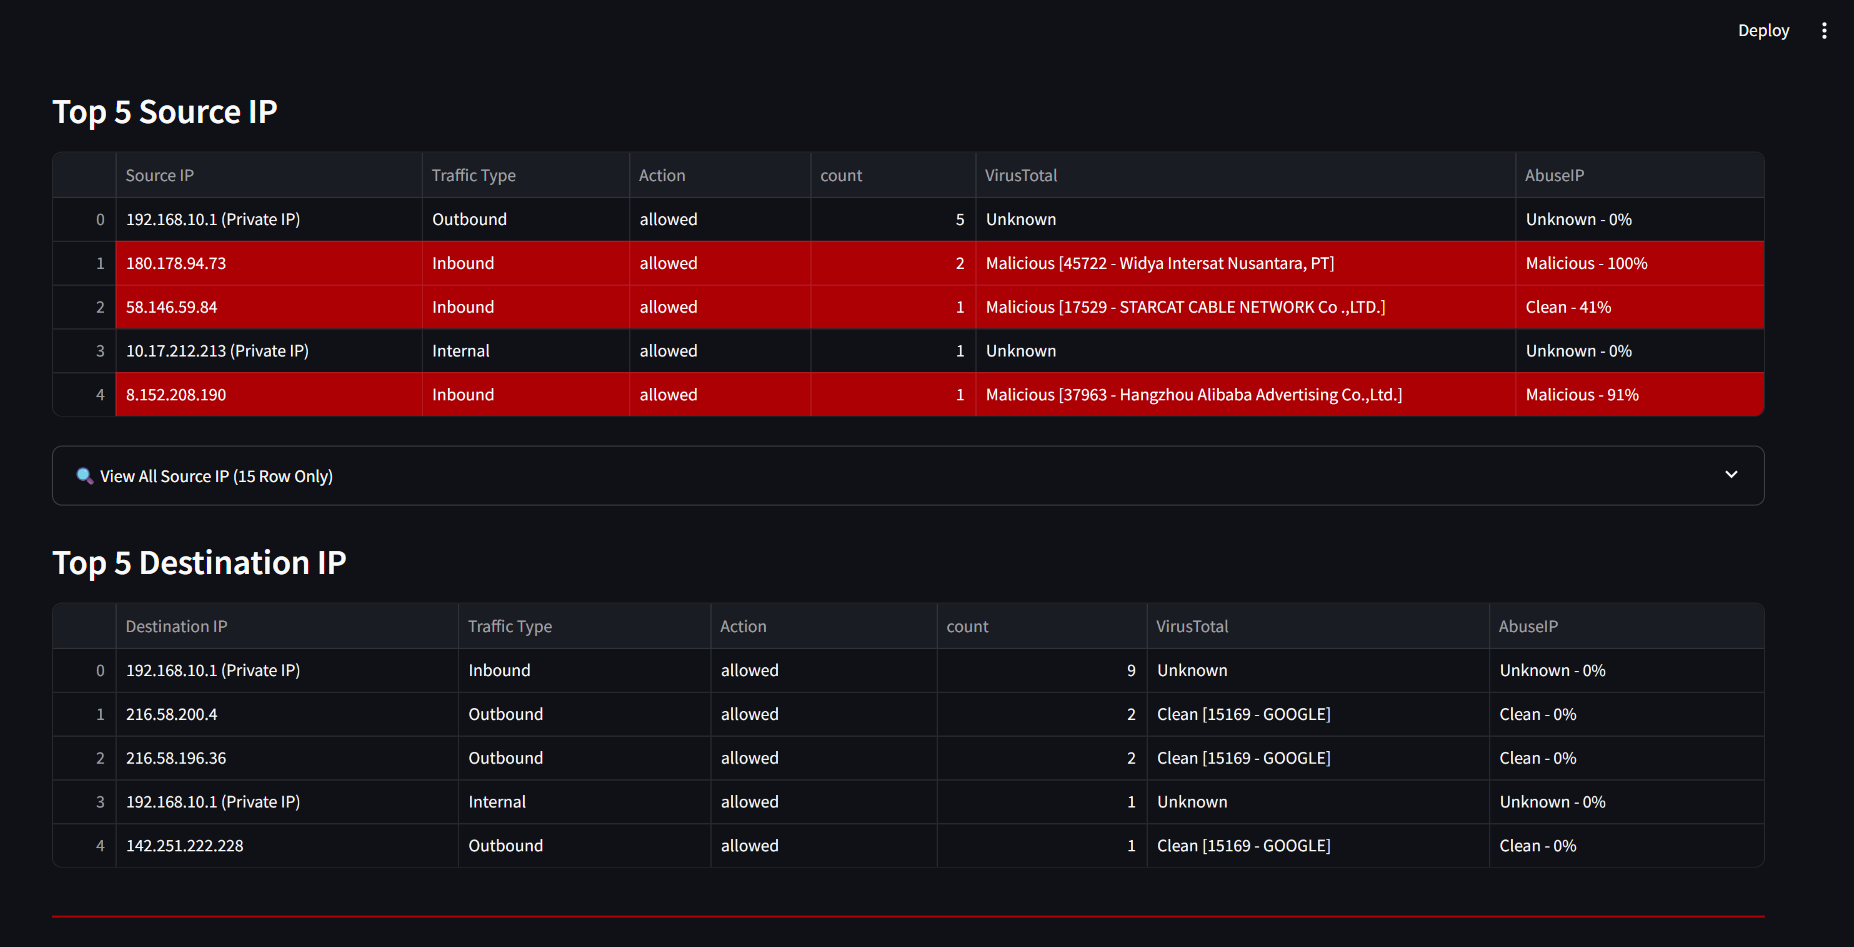 Deploy
Top 5 Source IP
Source IP Traffic Type Action count VirusTotal AbuseIP
0 192.168.10.1 (Private IP) Outbound allowed 5 Unknown Unknown - 0%
1 180.178.94.73 Inbound allowed 2 Malicious [45722 - Widya Intersat Nusantara, PT] Malicious - 100%
2 58.146.59.84 Inbound allowed 1 Malicious [17529 - STARCAT CABLE NETWORK Co .,LTD.] Clean - 41%
3 10.17.212.213 (Private IP) Internal allowed 1 Unknown Unknown - 0%
4 8.152.208.190 Inbound allowed 1 Malicious [37963 - Hangzhou Alibaba Advertising Co.,Ltd.] Malicious - 91%
View All Source IP (15 Row Only)
Top 5 Destination IP
Destination IP Traffic Type Action count VirusTotal AbuseIP
0 192.168.10.1 (Private IP) Inbound allowed 9 Unknown Unknown - 0%
1 216.58.200.4 Outbound allowed 2 Clean [15169 - GOOGLE] Clean - 0%
2 216.58.196.36 Outbound allowed 2 Clean [15169 - GOOGLE] Clean - 0%
3 192.168.10.1 (Private IP) Internal allowed 1 Unknown Unknown - 0%
4 142.251.222.228 Outbound allowed 1 Clean [15169 - GOOGLE] Clean - 0%